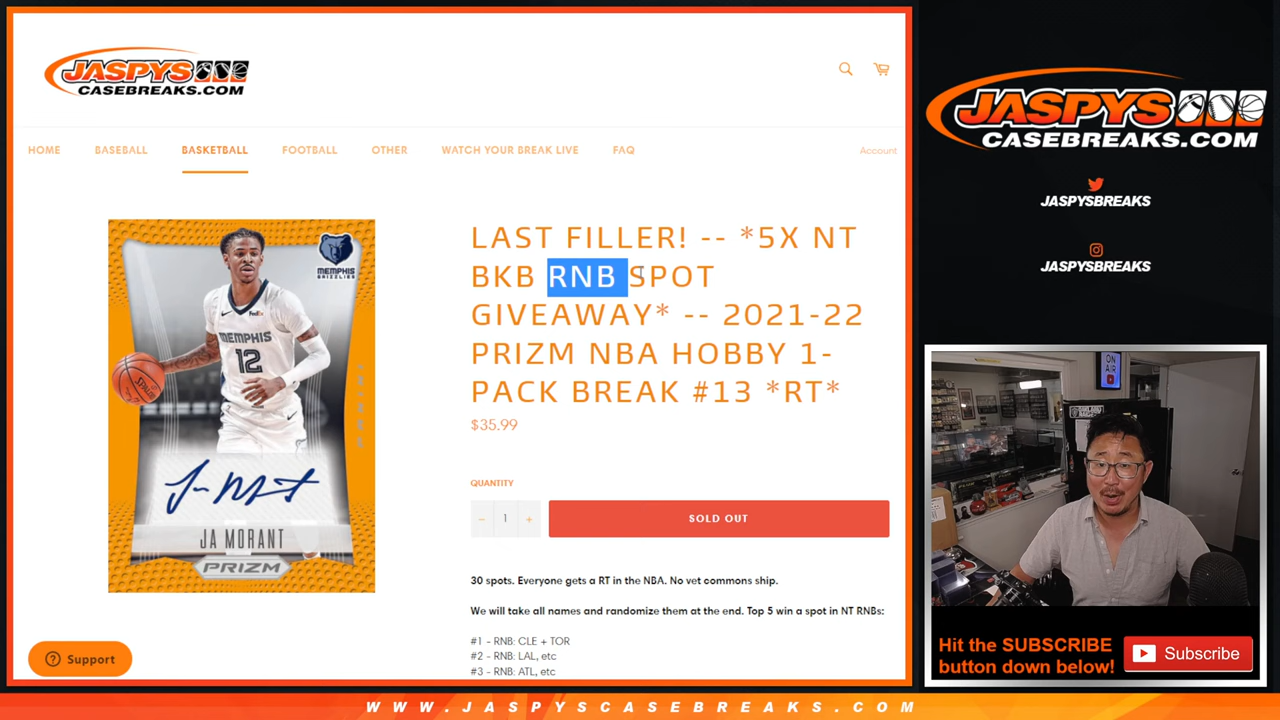 JASPYS
CASEBREAKS.COM
HOME BASEBALL BASKETBALL FOOTBALL OTHER WATCH YOUR BREAK LIVE FAQ Account
MEMPHIS
GRIZZLIES
FedEx
MEMPHIS
12
SPALDING
JA MORANT
PRIZM
LAST FILLER! -- *5X NT
BKB RNB SPOT
GIVEAWAY* -- 2021-22
PRIZM NBA HOBBY 1-
PACK BREAK #13 *RT*
$35.99
QUANTITY
− 1 + SOLD OUT
30 spots. Everyone gets a RT in the NBA. No vet commons ship.
We will take all names and randomize them at the end. Top 5 win a spot in NT RNBs:
#1 - RNB: CLE + TOR
#2 - RNB: LAL, etc
#3 - RNB: ATL, etc
Support
JASPYS
CASEBREAKS.COM
JASPYSBREAKS
JASPYSBREAKS
ON
AIR
Hit the SUBSCRIBE
button down below!
Subscribe
WWW.JASPYSCASEBREAKS.COM